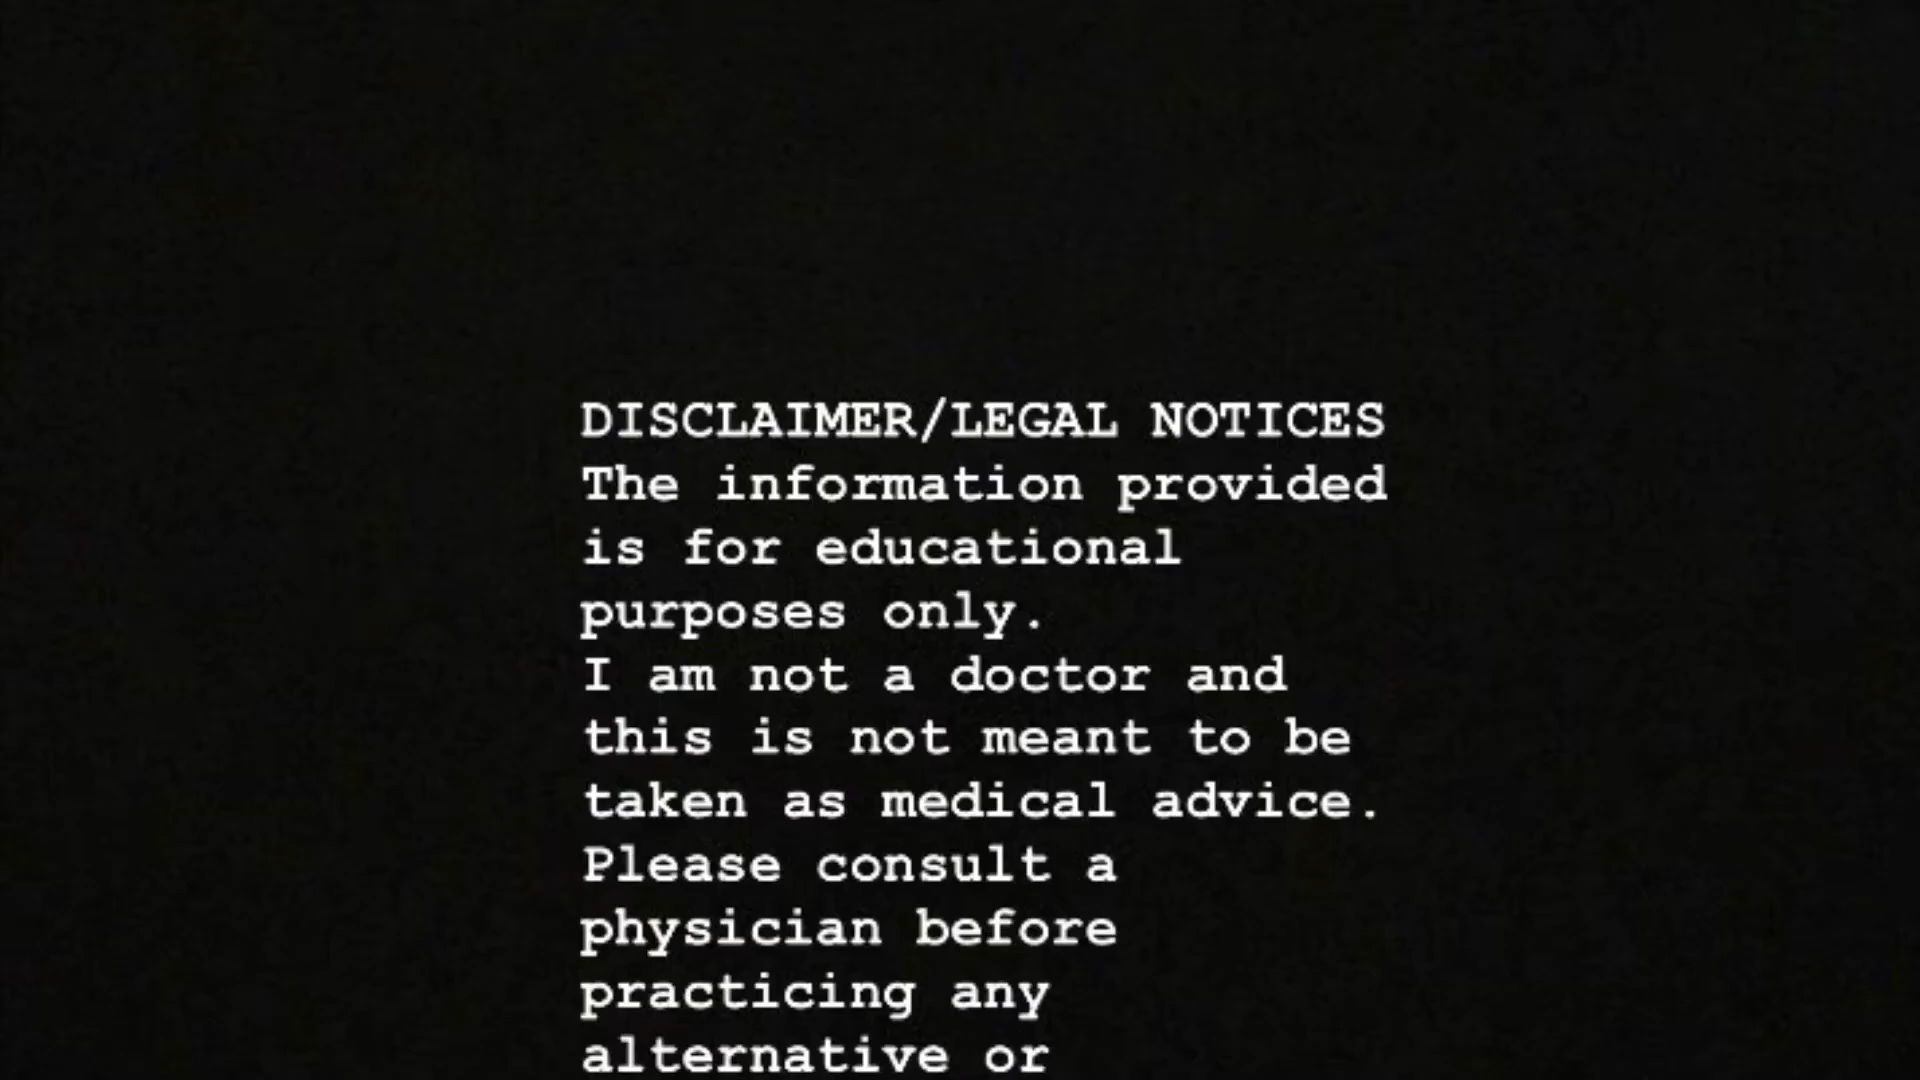 DISCLAIMER/LEGAL NOTICES
The information provided
is for educational
purposes only.
I am not a doctor and
this is not meant to be
taken as medical advice.
Please consult a
physician before
practicing any
alternative or